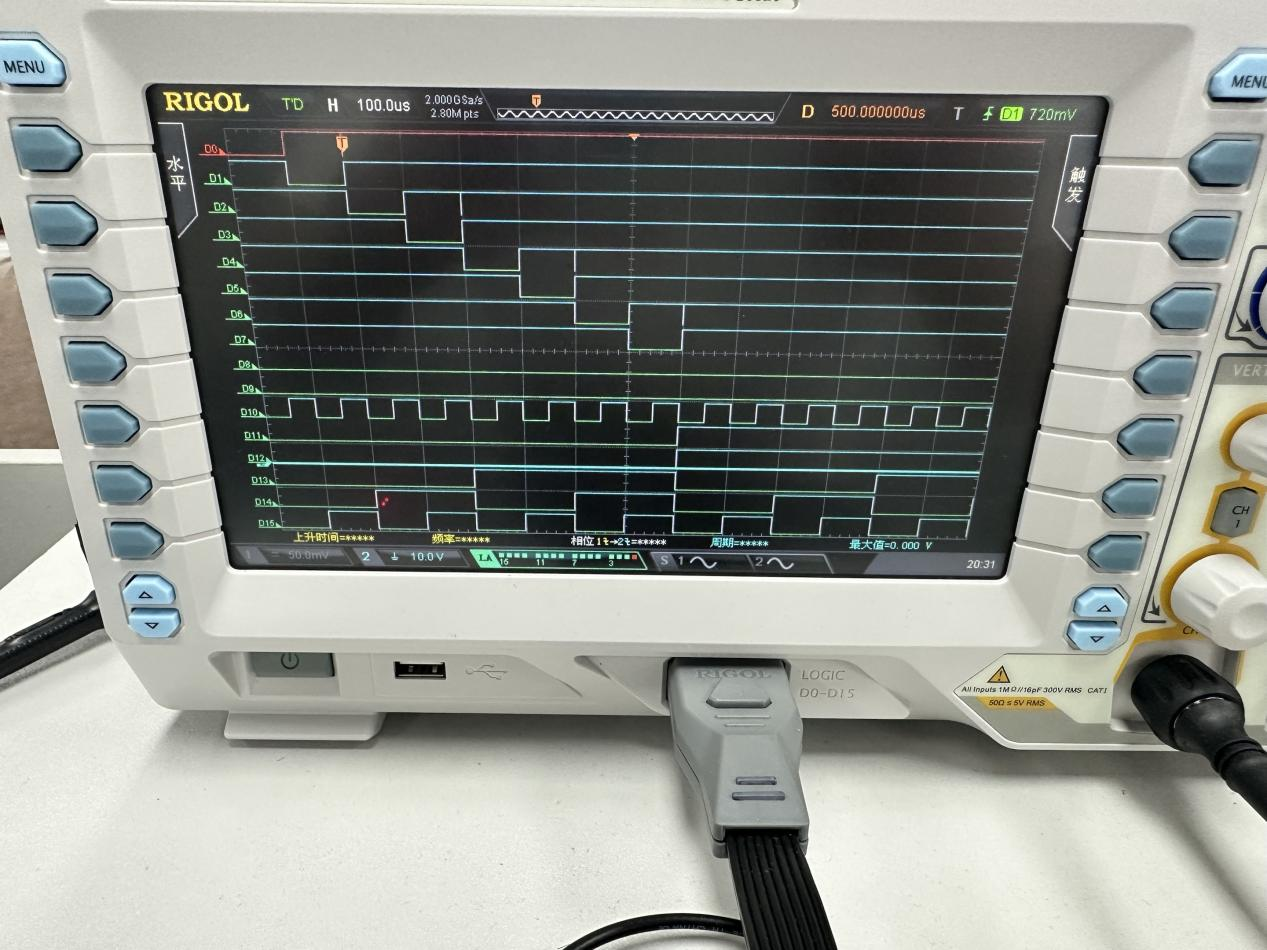 MENU
MENU
RIGOL T'D H 100.0us 2.000GSa/s 2.80M pts T D 500.000000us T D1 720mV
水平
触发
T
D0
D1
D2
D3
D4
D5
D6
D7
D8
D9
D10
D11
D12
D13
D14
D15
上升时间=***** 频率=***** 相位1→2=***** 周期=***** 最大值=0.000 V
1 = 50.0mV 2 10.0 V LA 15 11 7 3 S 1 2 20:31
VERT
CH
1
RIGOL
LOGIC
D0-D15
All Inputs 1MΩ//16pF 300V RMS CATI
50Ω ≤ 5V RMS